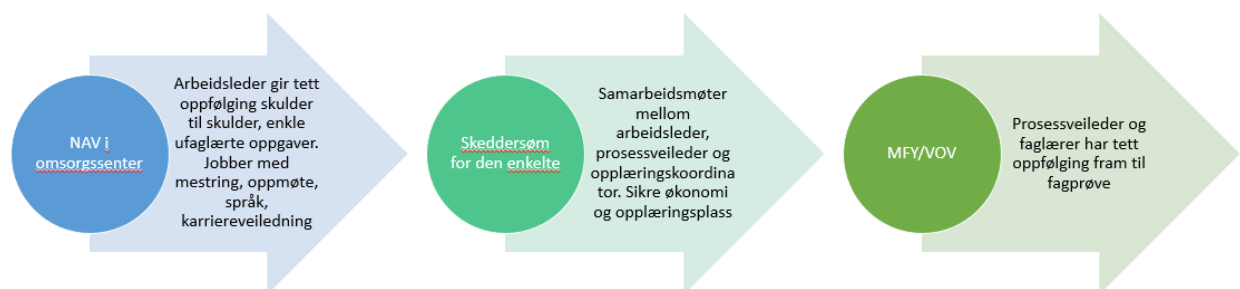 NAV i
omsorgssenter
Arbeidsleder gir tett
oppfølging skulder
til skulder, enkle
ufaglærte oppgaver.
Jobber med
mestring, oppmøte,
språk,
karriereveiledning
Skeddersøm
for den enkelte
Samarbeidsmøter
mellom
arbeidsleder,
prosessveileder og
opplæringskoordina
tor. Sikre økonomi
og opplæringsplass
MFY/VOV
Prosessveileder og
faglærer har tett
oppfølging fram til
fagprøve